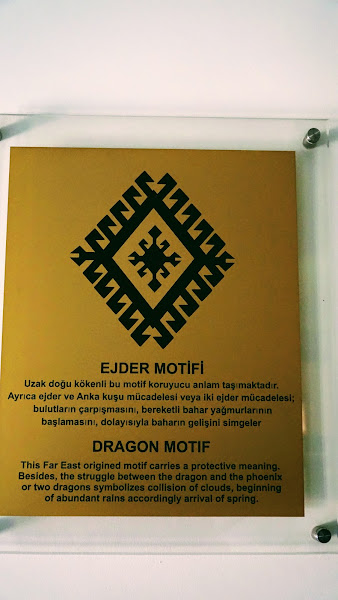 EJDER MOTİFİ
Uzak doğu kökenli bu motif koruyucu anlam taşımaktadır.
Ayrıca ejder ve Anka kuşu mücadelesi veya iki ejder mücadelesi;
bulutların çarpışmasını, bereketli bahar yağmurlarının
başlamasını, dolayısıyla baharın gelişini simgeler
DRAGON MOTIF
This Far East origined motif carries a protective meaning.
Besides, the struggle between the dragon and the phoenix
or two dragons symbolizes collision of clouds, beginning
of abundant rains accordingly arrival of spring.